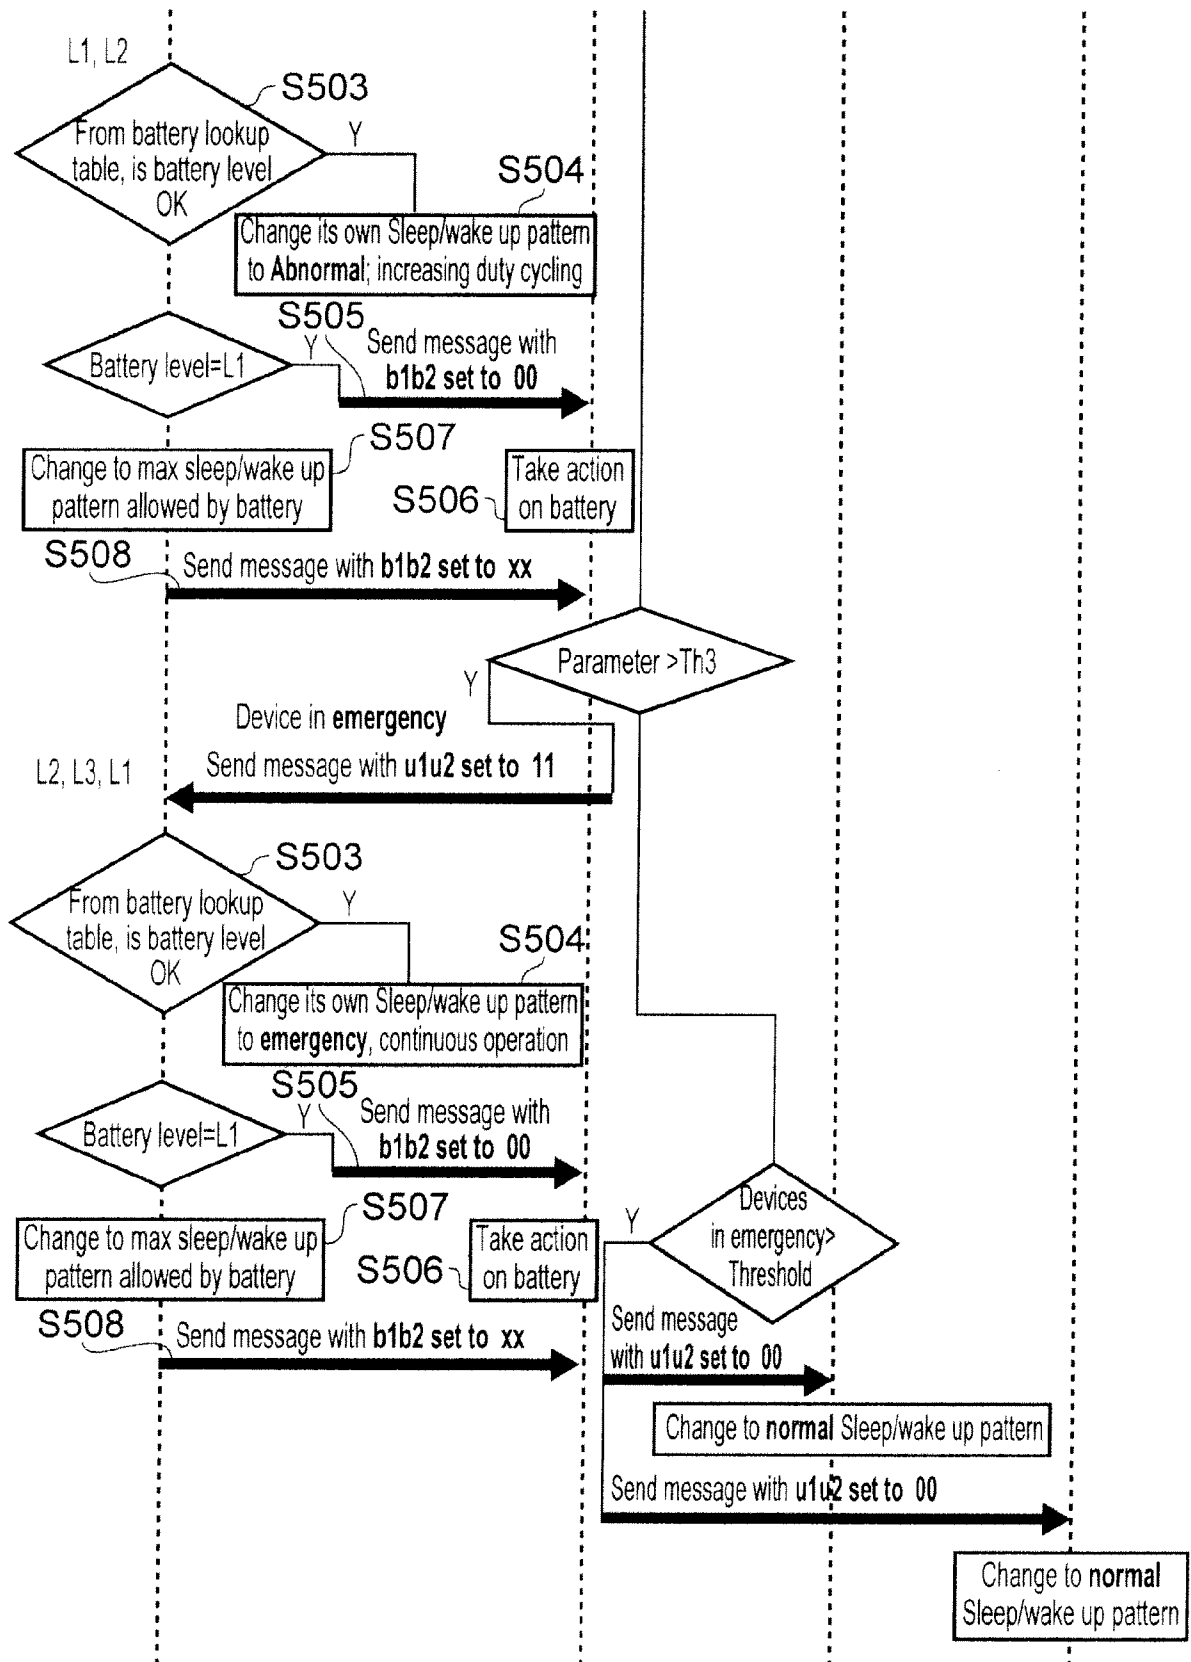 L1, L2
S503
From battery lookup
table, is battery level
OK
Y
S504
Change its own Sleep/wake up pattern
to Abnormal; increasing duty cycling
S505
Battery level=L1
Y
Send message with
b1b2 set to 00
S507
Change to max sleep/wake up
pattern allowed by battery
S506
Take action
on battery
S508
Send message with b1b2 set to xx
Parameter >Th3
Y
Device in emergency
Send message with u1u2 set to 11
L2, L3, L1
S503
From battery lookup
table, is battery level
OK
Y
S504
Change its own Sleep/wake up pattern
to emergency, continuous operation
S505
Battery level=L1
Y
Send message with
b1b2 set to 00
S507
Change to max sleep/wake up
pattern allowed by battery
S506
Take action
on battery
Y
Devices
in emergency>
Threshold
S508
Send message with b1b2 set to xx
Send message
with u1u2 set to 00
Change to normal Sleep/wake up pattern
Send message with u1u2 set to 00
Change to normal
Sleep/wake up pattern